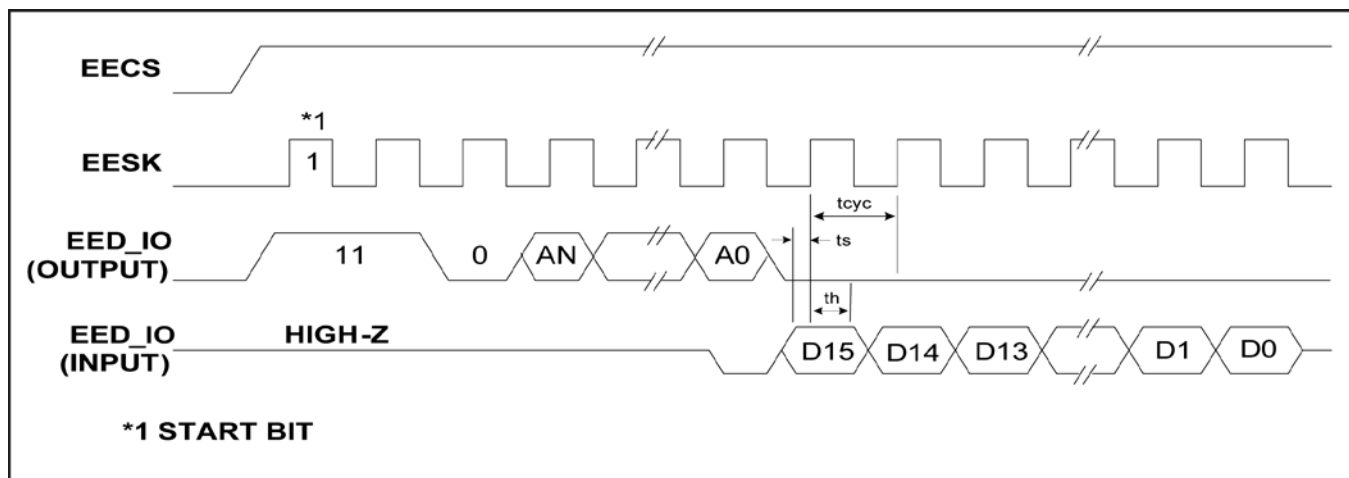 EECS
*1
EESK
1
tcyc
EED_IO
(OUTPUT)
11
0
AN
A0
ts
th
EED_IO
(INPUT)
HIGH-Z
D15
D14
D13
D1
D0
*1 START BIT